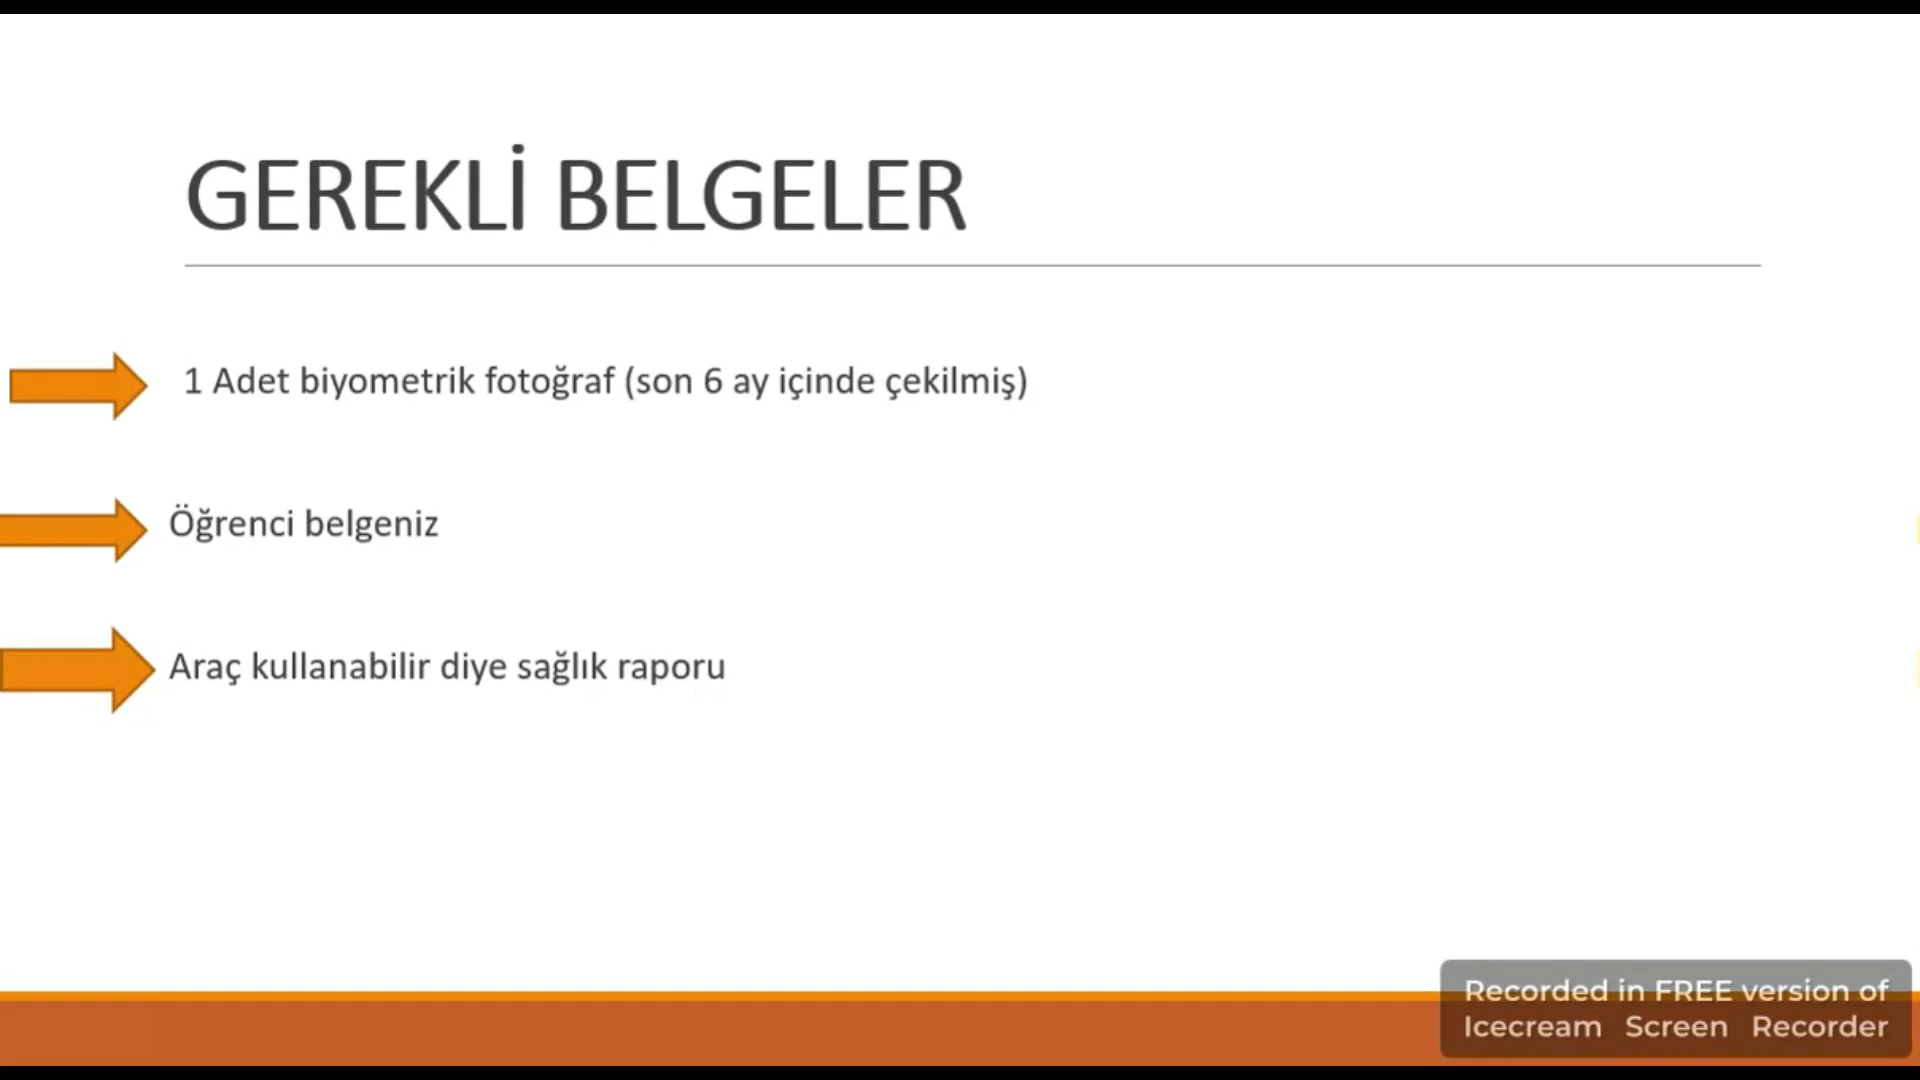 GEREKLİ BELGELER
1 Adet biyometrik fotoğraf (son 6 ay içinde çekilmiş)
Öğrenci belgeniz
Araç kullanabilir diye sağlık raporu
Recorded in FREE version of
Icecream Screen Recorder